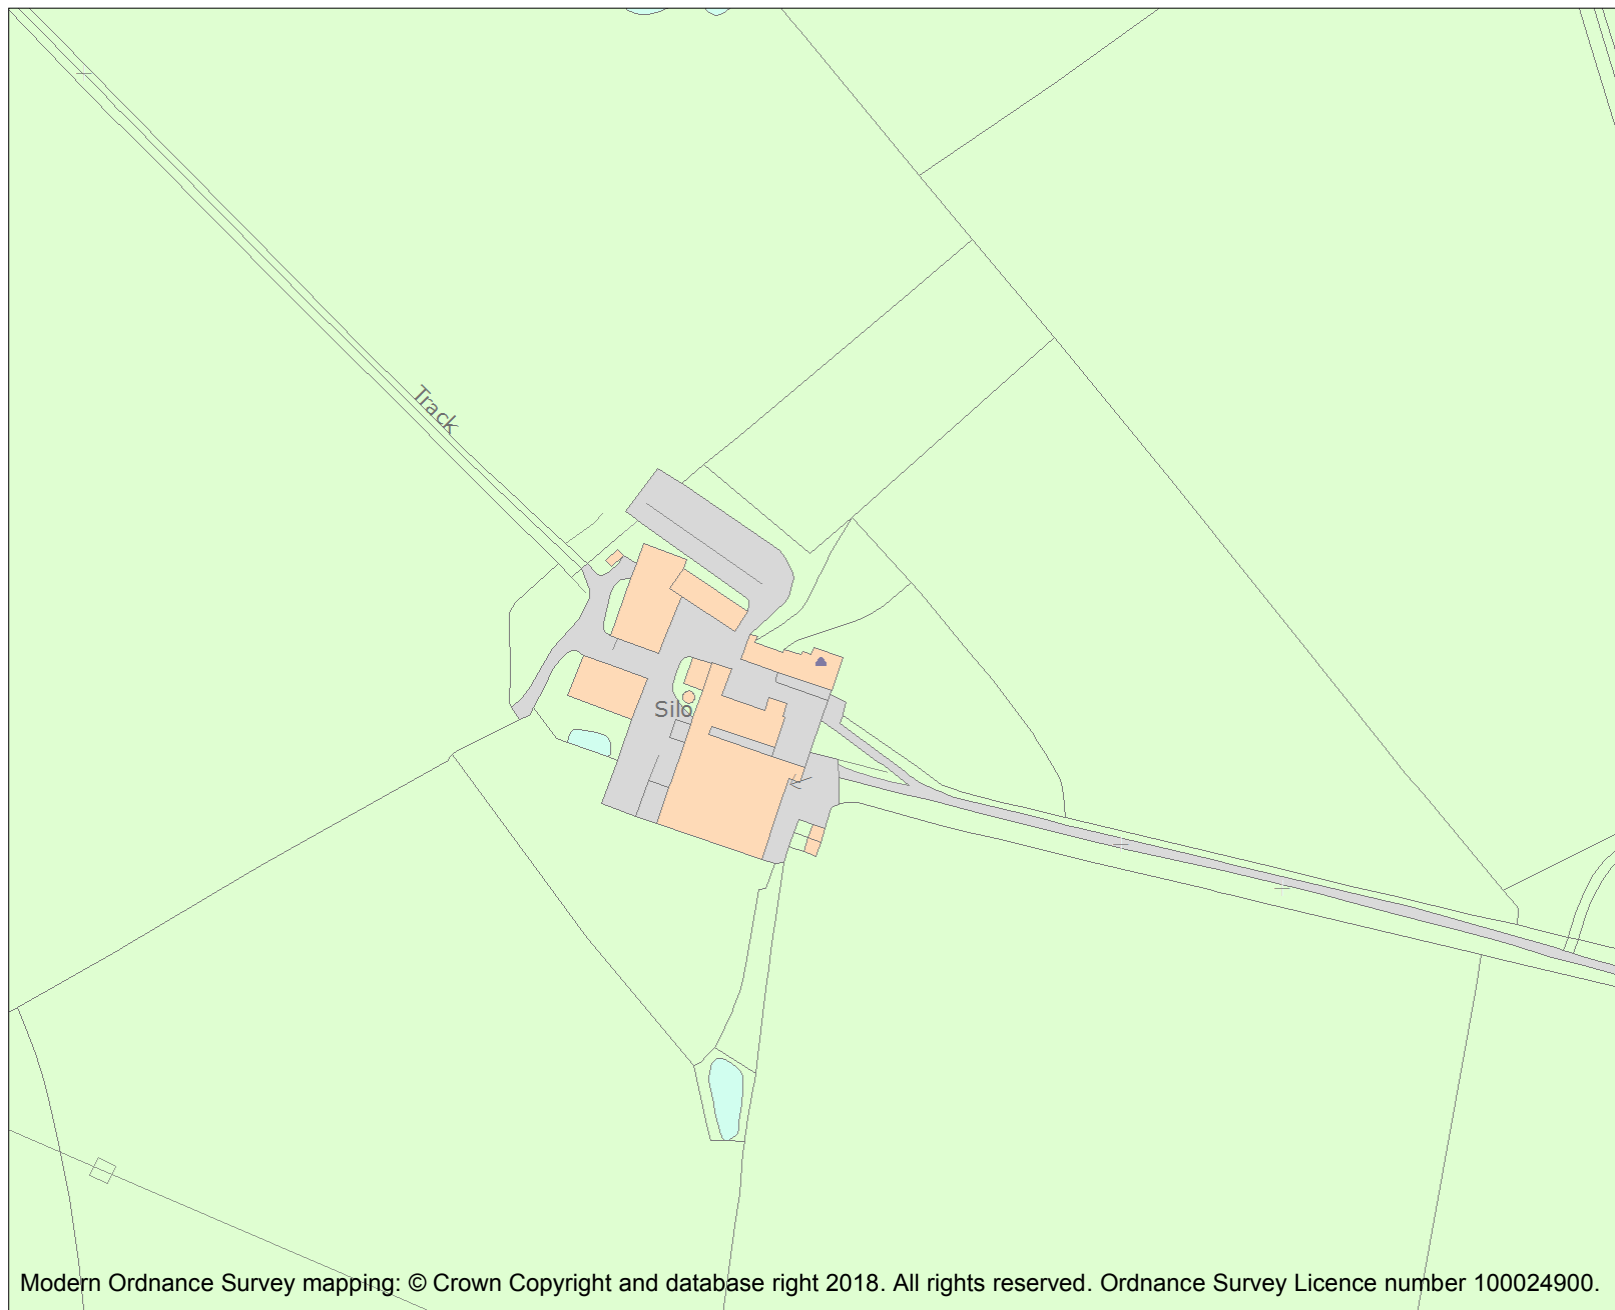 Track
Silo
Modern Ordnance Survey mapping: © Crown Copyright and database right 2018. All rights reserved. Ordnance Survey Licence number 100024900.